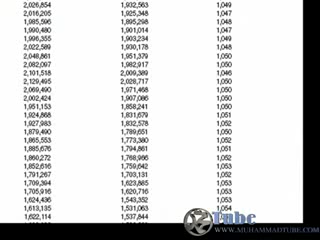 2,026,854 1,932,563 1,049
2,016,205 1,925,348 1,047
1,985,595 1,895,298 1,048
1,990,480 1,901,014 1,047
1,996,355 1,903,234 1,049
2,022,589 1,930,178 1,048
2,048,861 1,951,379 1,050
2,082,097 1,982,917 1,050
2,101,518 2,009,389 1,046
2,129,495 2,028,717 1,050
2,069,490 1,971,468 1,050
2,002,424 1,907,086 1,050
1,951,153 1,858,241 1,050
1,924,868 1,831,679 1,051
1,927,983 1,832,578 1,052
1,879,490 1,789,651 1,050
1,865,553 1,773,380 1,052
1,885,676 1,794,861 1,051
1,860,272 1,768,966 1,052
1,852,616 1,759,642 1,053
1,791,267 1,703,131 1,052
1,709,394 1,623,885 1,053
1,705,916 1,620,716 1,053
1,624,436 1,543,352 1,053
1,613,135 1,531,063 1,054
1,622,114 1,537,844
Tube
WWW.MUHAMMADTUBE.COM